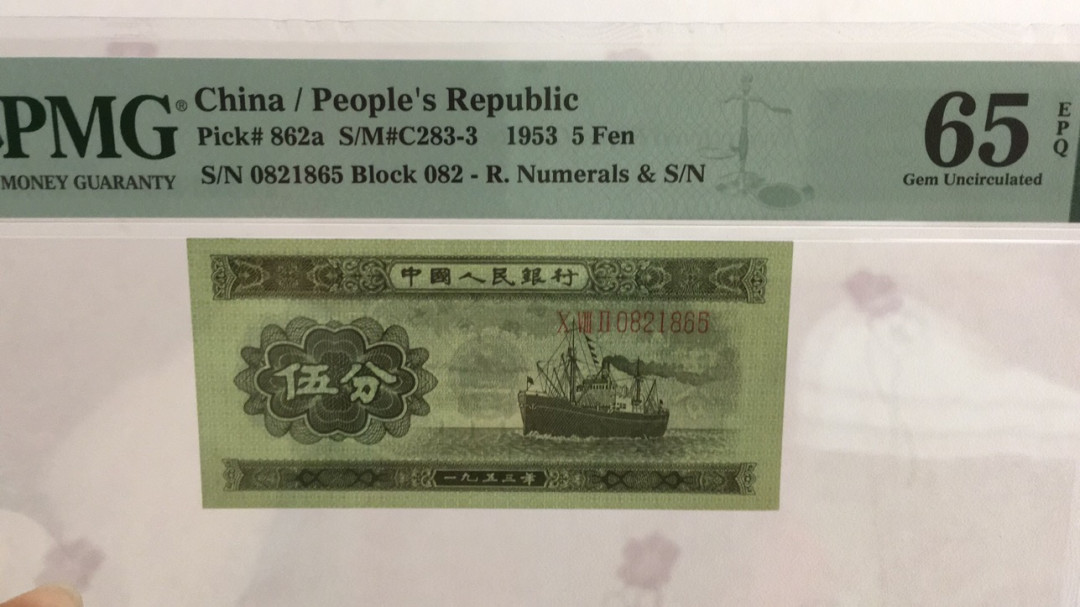 PMG® China / People's Republic
Pick# 862a S/M#C283-3 1953 5 Fen
MONEY GUARANTY S/N 0821865 Block 082 - R. Numerals & S/N
65 EPQ
Gem Uncirculated
中國人民銀行
X VIII II 0821865
伍分
一九五三年